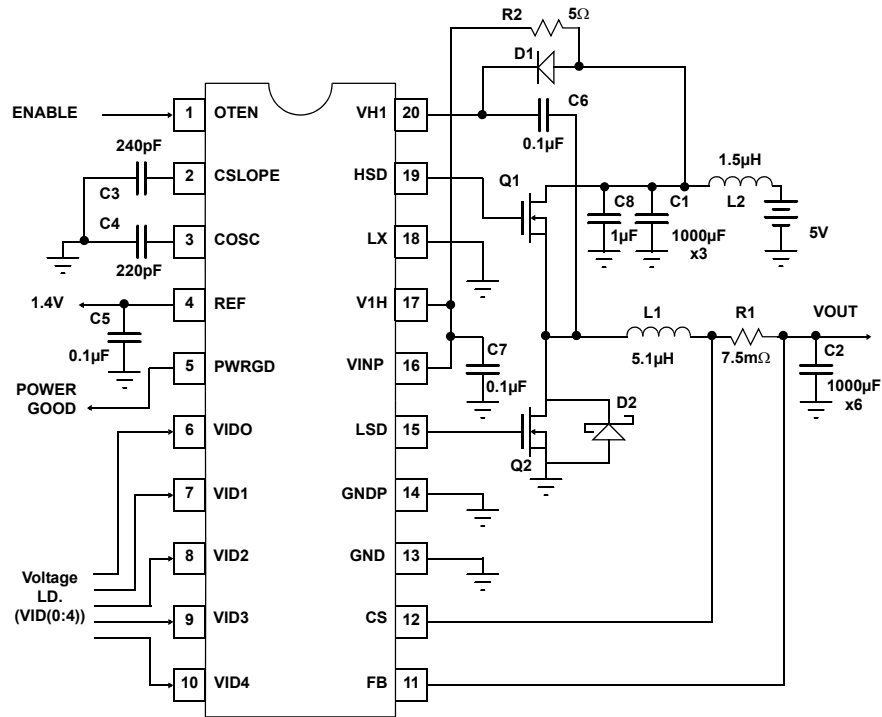 R2 5Ω
D1
C6
0.1µF
ENABLE
1 OTEN VH1 20
240pF
C3
2 CSLOPE HSD 19
Q1
1.5µH
L2
5V
C8
1µF
C1
1000µF
x3
C4
220pF
3 COSC LX 18
1.4V
4 REF V1H 17
C5
0.1µF
L1
5.1µH
R1
7.5mΩ
VOUT
C2
1000µF
x6
5 PWRGD VINP 16
C7
0.1µF
POWER
GOOD
6 VIDO LSD 15
Q2
D2
7 VID1 GNDP 14
8 VID2 GND 13
Voltage
I.D.
(VID(0:4))
9 VID3 CS 12
10 VID4 FB 11